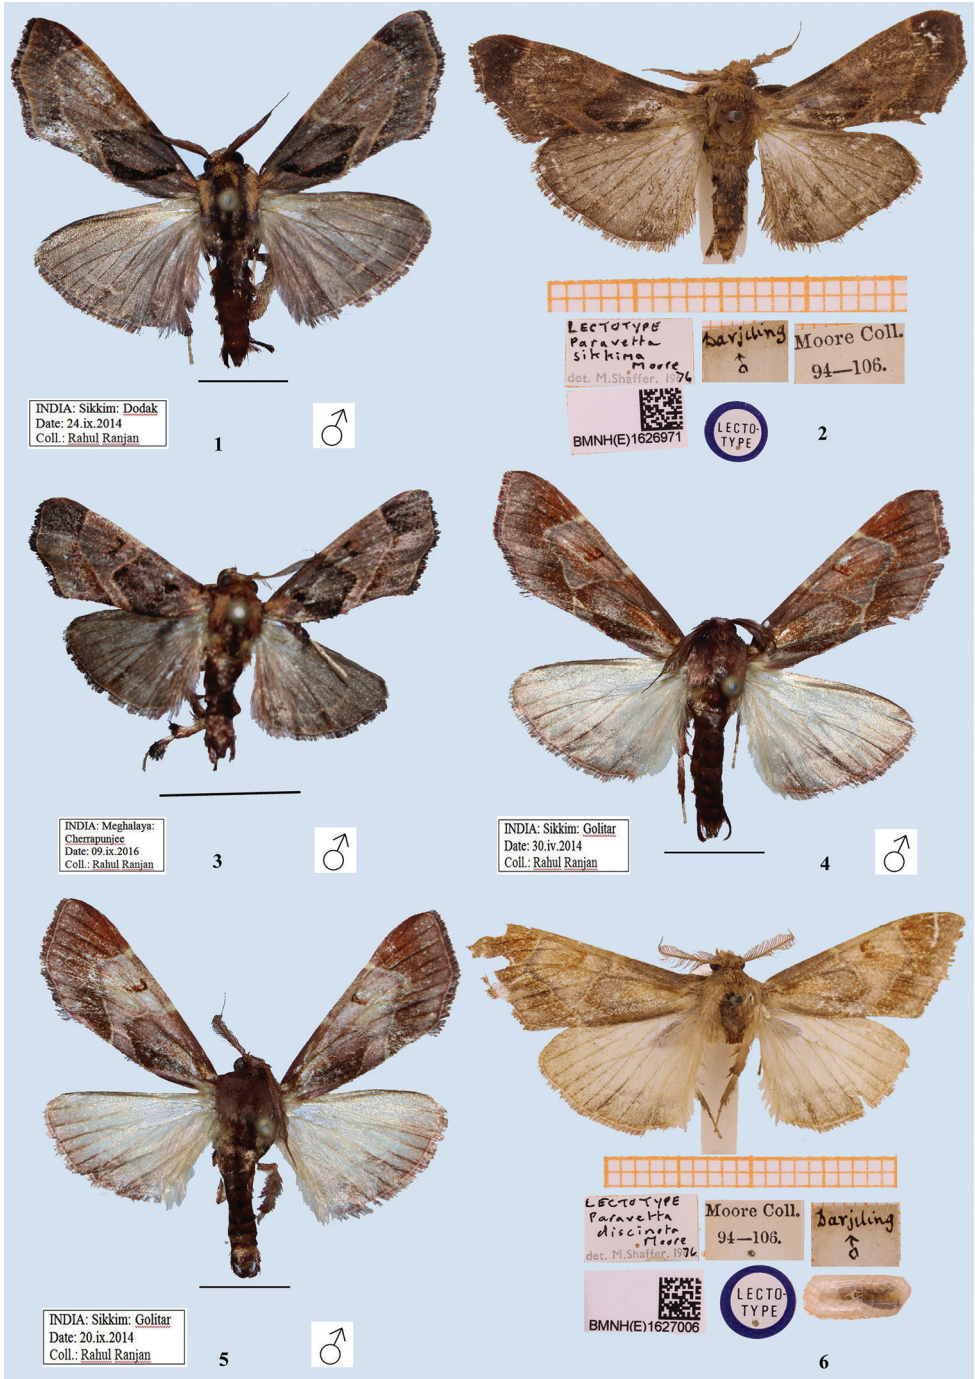 INDIA: Sikkim: Dodak
Date: 24.ix.2014
Coll.: Rahul Ranjan
1
LECTOTYPE
Paravetta
sikkima
Moore
det. M.Shaffer. 1976
Darjiling
♂
Moore Coll.
94—106.
BMNH(E)1626971
LECTO-
TYPE
2
INDIA: Meghalaya:
Cherrapunjee
Date: 09.ix.2016
Coll.: Rahul Ranjan
3
INDIA: Sikkim: Golitar
Date: 30.iv.2014
Coll.: Rahul Ranjan
4
INDIA: Sikkim: Golitar
Date: 20.ix.2014
Coll.: Rahul Ranjan
5
LECTOTYPE
Paravetta
discinota
Moore
det. M.Shaffer. 1976
Moore Coll.
94—106.
Darjiling
♂
BMNH(E)1627006
LECTO-
TYPE
6